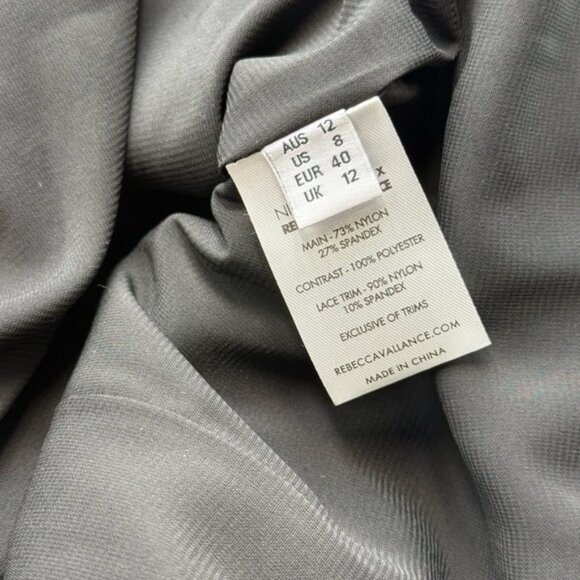 AUS 12
US 8
EUR 40
UK 12
MAIN - 73% NYLON
27% SPANDEX
CONTRAST - 100% POLYESTER
LACE TRIM - 90% NYLON
10% SPANDEX
EXCLUSIVE OF TRIMS
REBECCAVALLANCE.COM
MADE IN CHINA